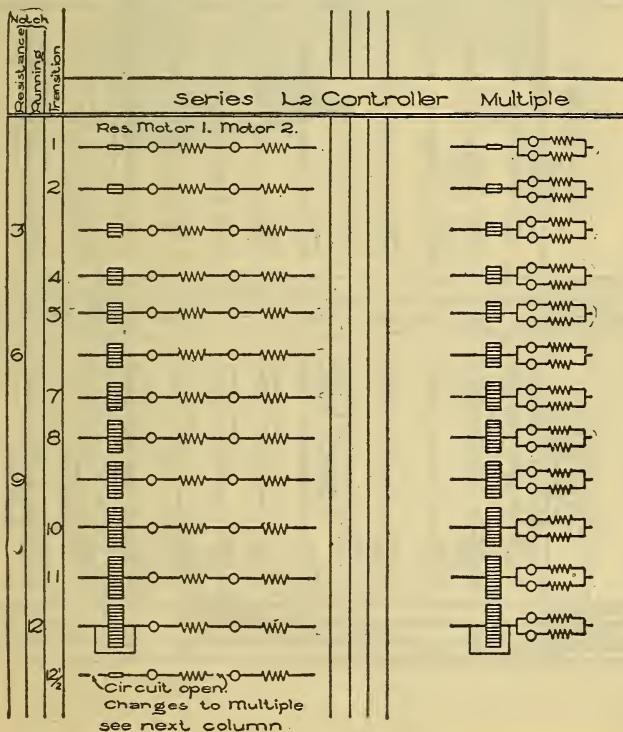 Notch
Resistance
Running
Transition
Series L2 Controller Multiple
Res. Motor 1. Motor 2.
1
2
3
4
5
6
7
8
9
10
11
12
12½
Circuit open.
Changes to Multiple
see next column